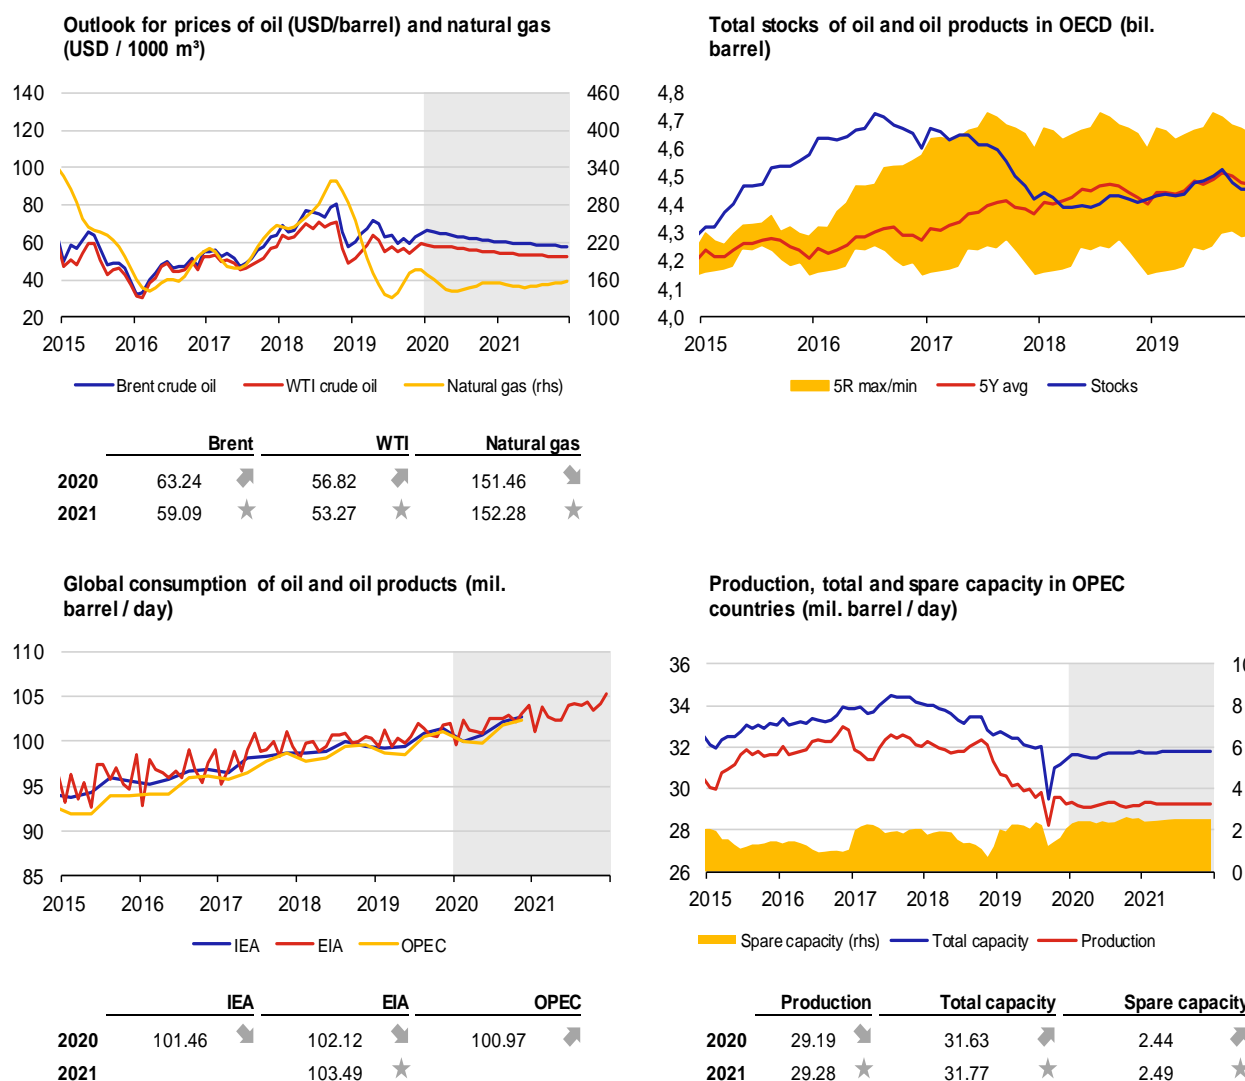 Outlook for prices of oil (USD/barrel) and natural gas
(USD / 1000 m³)
140
120
100
80
60
40
20
460
400
340
280
220
160
100
2015 2016 2017 2018 2019 2020 2021
Brent crude oil WTI crude oil Natural gas (rhs)
Brent WTI Natural gas
2020 63.24 56.82 151.46
2021 59.09 53.27 152.28
Total stocks of oil and oil products in OECD (bil.
barrel)
4,8
4,7
4,6
4,5
4,4
4,3
4,2
4,1
4,0
2015 2016 2017 2018 2019
5R max/min 5Y avg Stocks
Global consumption of oil and oil products (mil.
barrel / day)
110
105
100
95
90
85
2015 2016 2017 2018 2019 2020 2021
IEA EIA OPEC
IEA EIA OPEC
2020 101.46 102.12 100.97
2021 103.49
Production, total and spare capacity in OPEC
countries (mil. barrel / day)
36
34
32
30
28
26
10
8
6
4
2
0
2015 2016 2017 2018 2019 2020 2021
Spare capacity (rhs) Total capacity Production
Production Total capacity Spare capacity
2020 29.19 31.63 2.44
2021 29.28 31.77 2.49